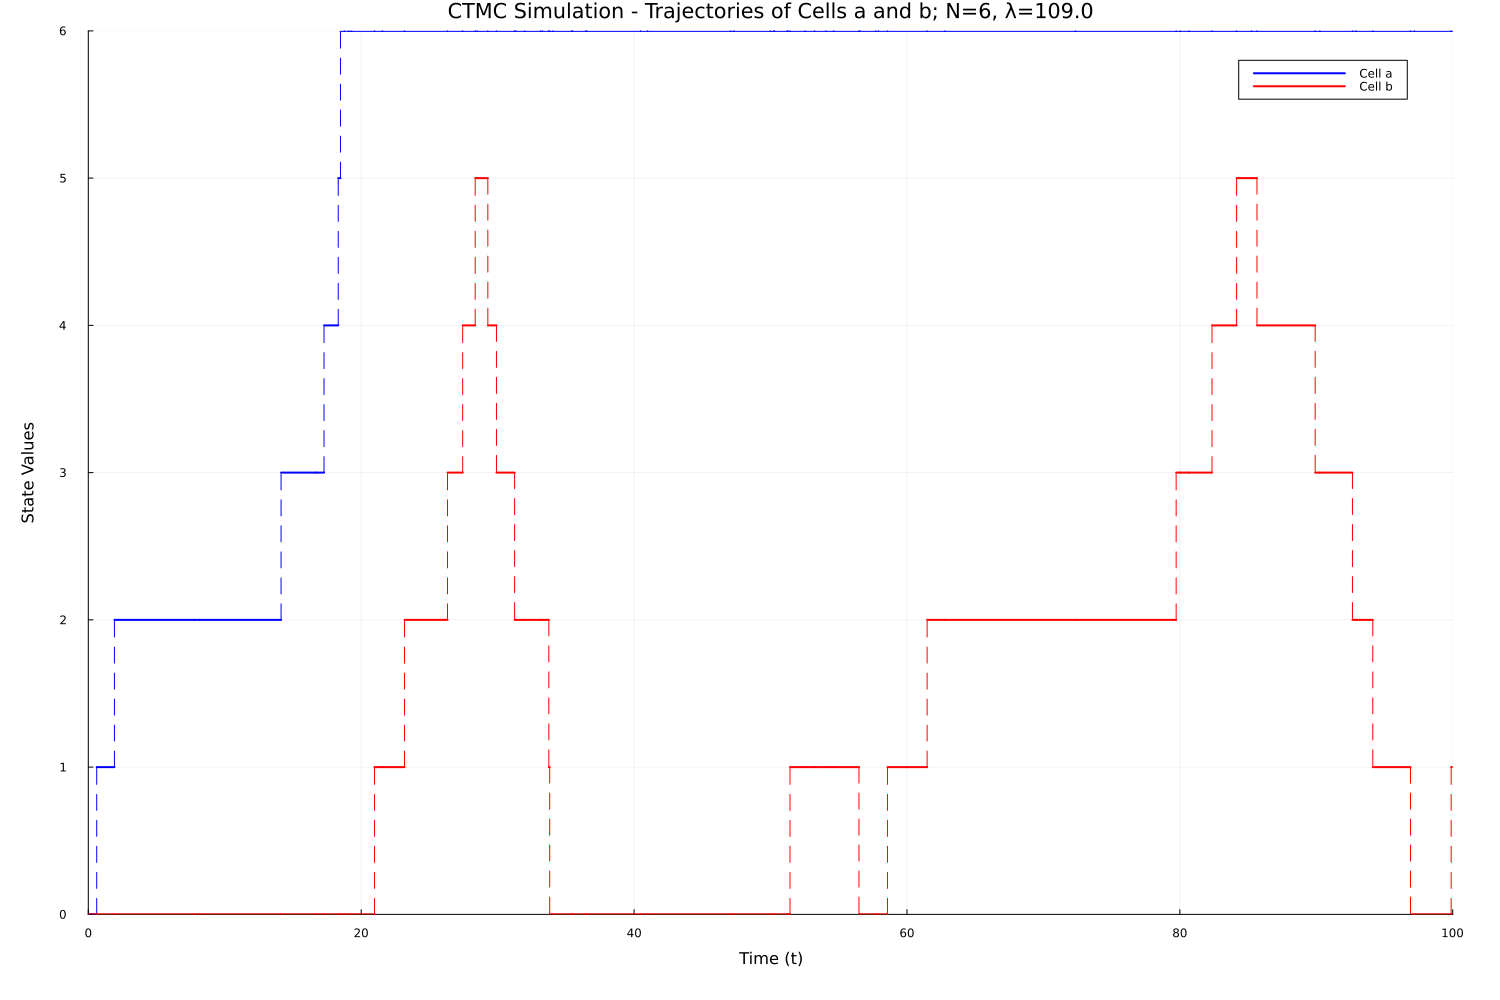 CTMC Simulation - Trajectories of Cells a and b; N=6, λ=109.0
Cell a
Cell b
State Values
6
5
4
3
2
1
0
0 20 40 60 80 100
Time (t)